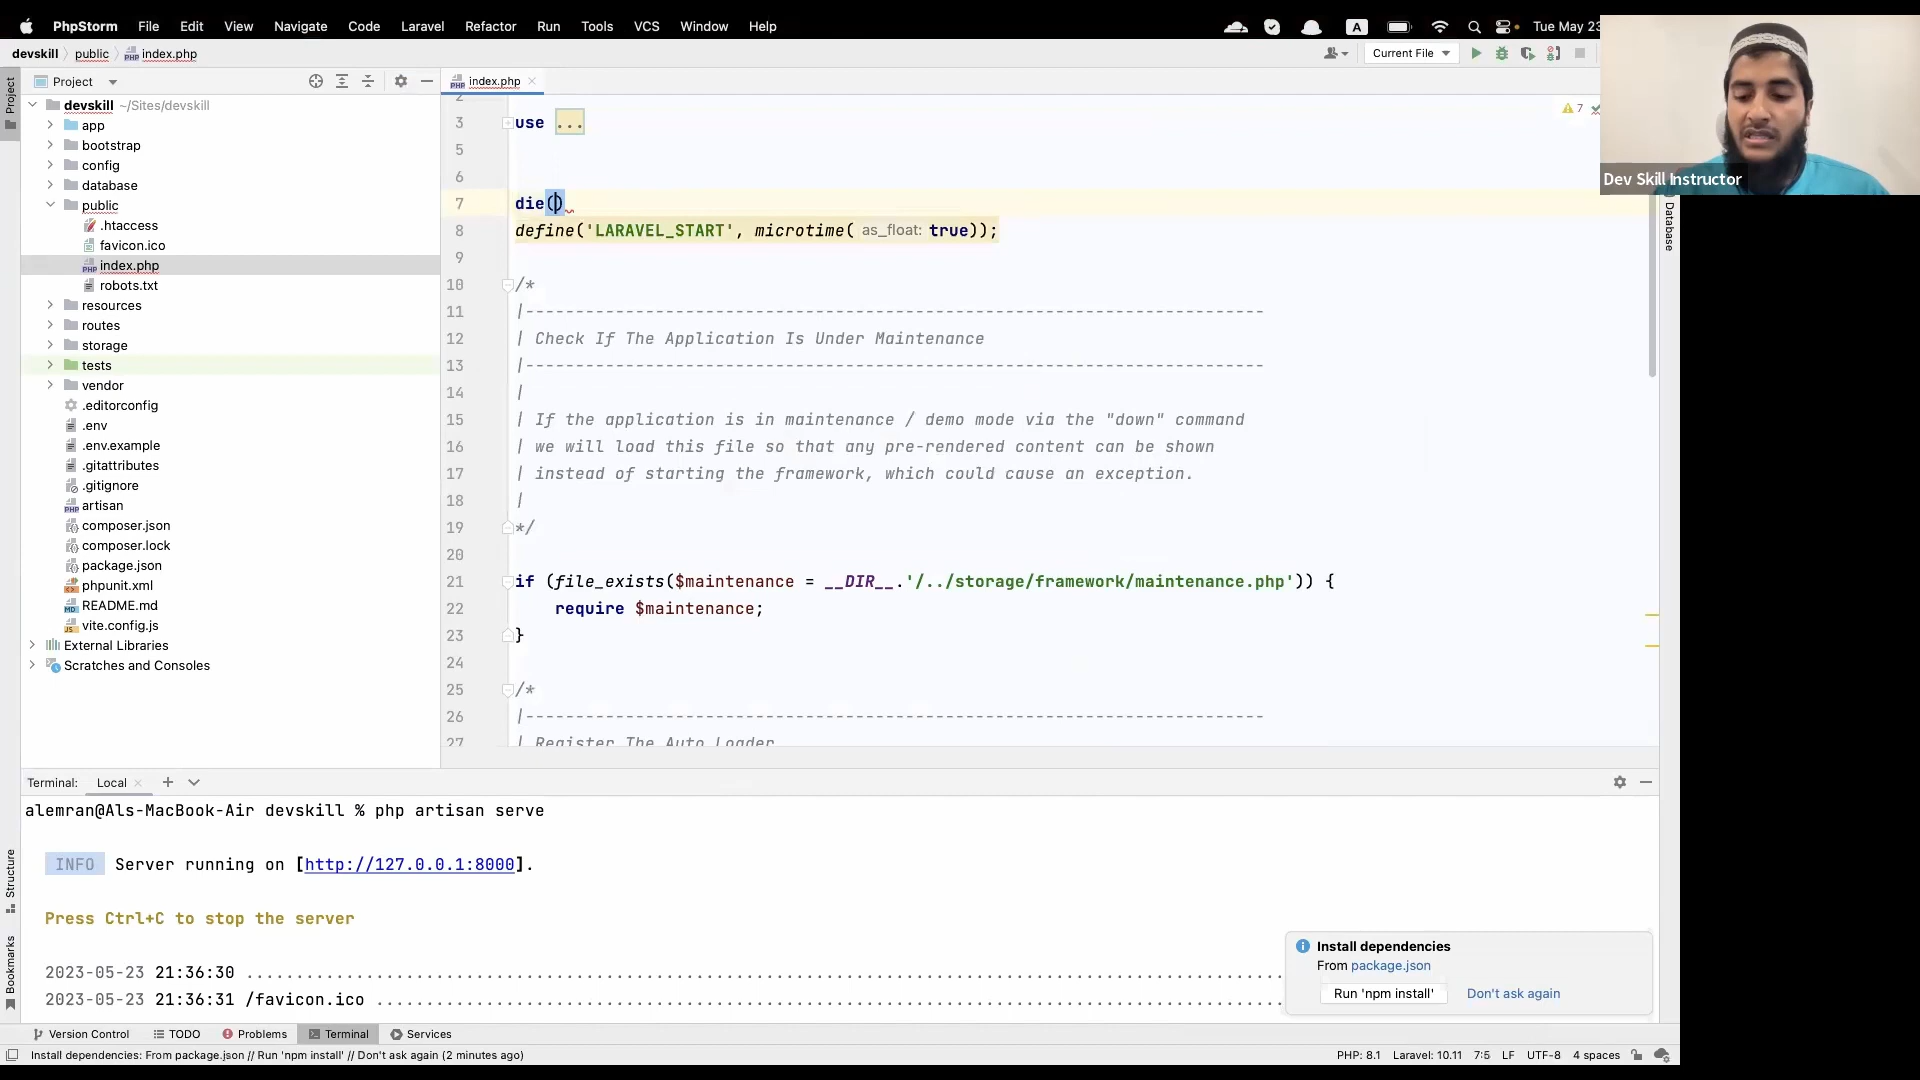 PhpStorm File Edit View Navigate Code Laravel Refactor Run Tools VCS Window Help A Tue May 23
devskill public index.php Current File
Project index.php
Project
devskill ~/Sites/devskill
app
bootstrap
config
database
public
.htaccess
favicon.ico
index.php
robots.txt
resources
routes
storage
tests
vendor
.editorconfig
.env
.env.example
.gitattributes
.gitignore
artisan
composer.json
composer.lock
package.json
phpunit.xml
README.md
vite.config.js
External Libraries
Scratches and Consoles
3 use ...
5
6
7 die()
8 define('LARAVEL_START', microtime( as_float: true));
9
10 /*
11 |--------------------------------------------------------------------------
12 | Check If The Application Is Under Maintenance
13 |--------------------------------------------------------------------------
14 |
15 | If the application is in maintenance / demo mode via the "down" command
16 | we will load this file so that any pre-rendered content can be shown
17 | instead of starting the framework, which could cause an exception.
18 |
19 */
20
21 if (file_exists($maintenance = __DIR__.'/../storage/framework/maintenance.php')) {
22 require $maintenance;
23 }
24
25 /*
26 |--------------------------------------------------------------------------
27 | Register The Auto Loader
7
Dev Skill Instructor
Database
Terminal: Local
alemran@Als-MacBook-Air devskill % php artisan serve
INFO Server running on [http://127.0.0.1:8000].
Press Ctrl+C to stop the server
2023-05-23 21:36:30 ........................................................................................................
2023-05-23 21:36:31 /favicon.ico ...........................................................................................
Install dependencies
From package.json
Run 'npm install' Don't ask again
Structure
Bookmarks
Version Control TODO Problems Terminal Services
Install dependencies: From package.json // Run 'npm install' // Don't ask again (2 minutes ago) PHP: 8.1 Laravel: 10.11 7:5 LF UTF-8 4 spaces